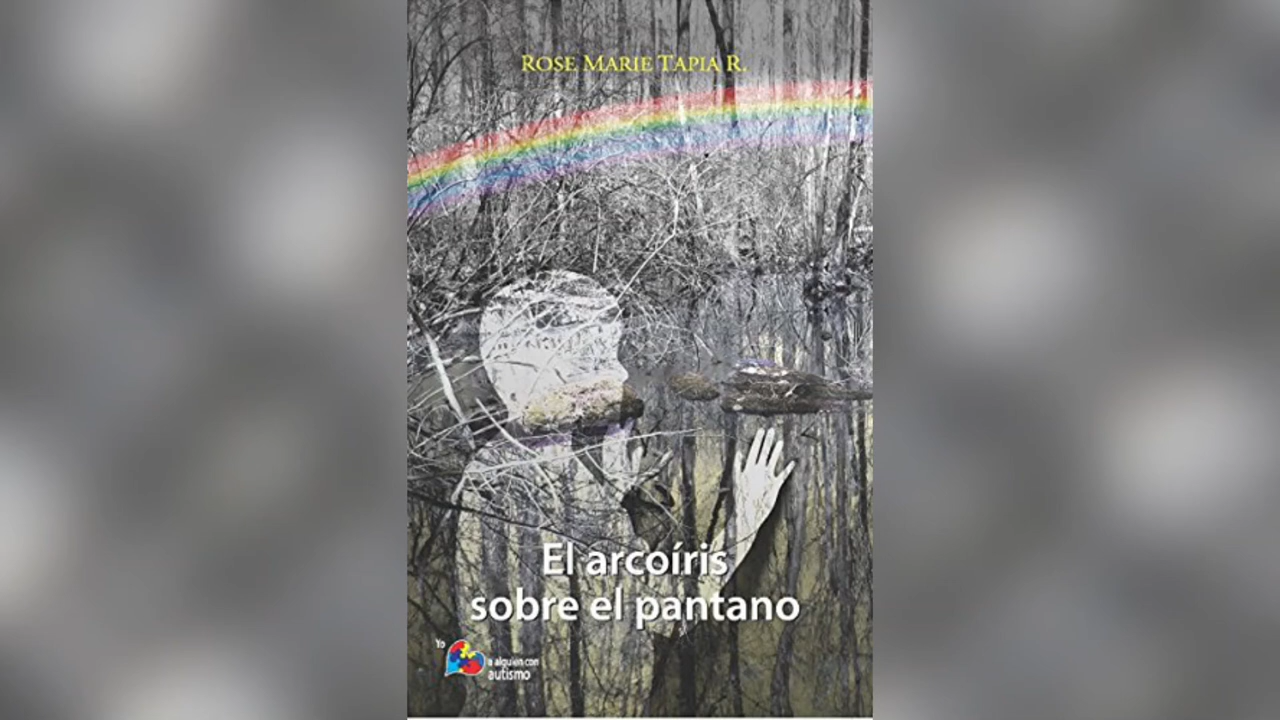 ROSE MARIE TAPIA R.
El arcoíris
sobre el pantano
Yo
a alguien con
autismo